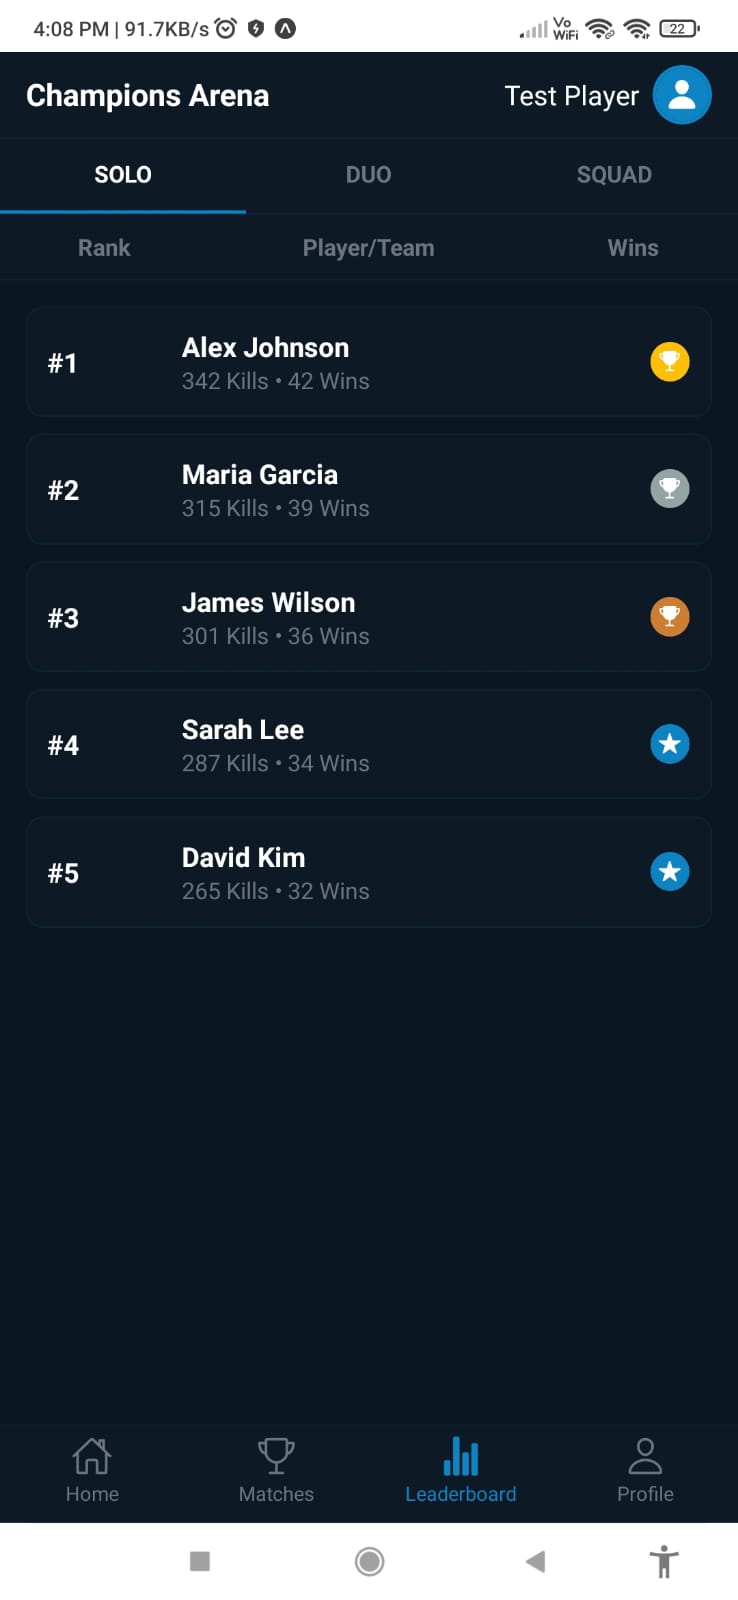 4:08 PM | 91.7KB/s
Vo
WiFi
22
Champions Arena
Test Player
SOLO
DUO
SQUAD
Rank
Player/Team
Wins
#1
Alex Johnson
342 Kills • 42 Wins
#2
Maria Garcia
315 Kills • 39 Wins
#3
James Wilson
301 Kills • 36 Wins
#4
Sarah Lee
287 Kills • 34 Wins
#5
David Kim
265 Kills • 32 Wins
Home
Matches
Leaderboard
Profile